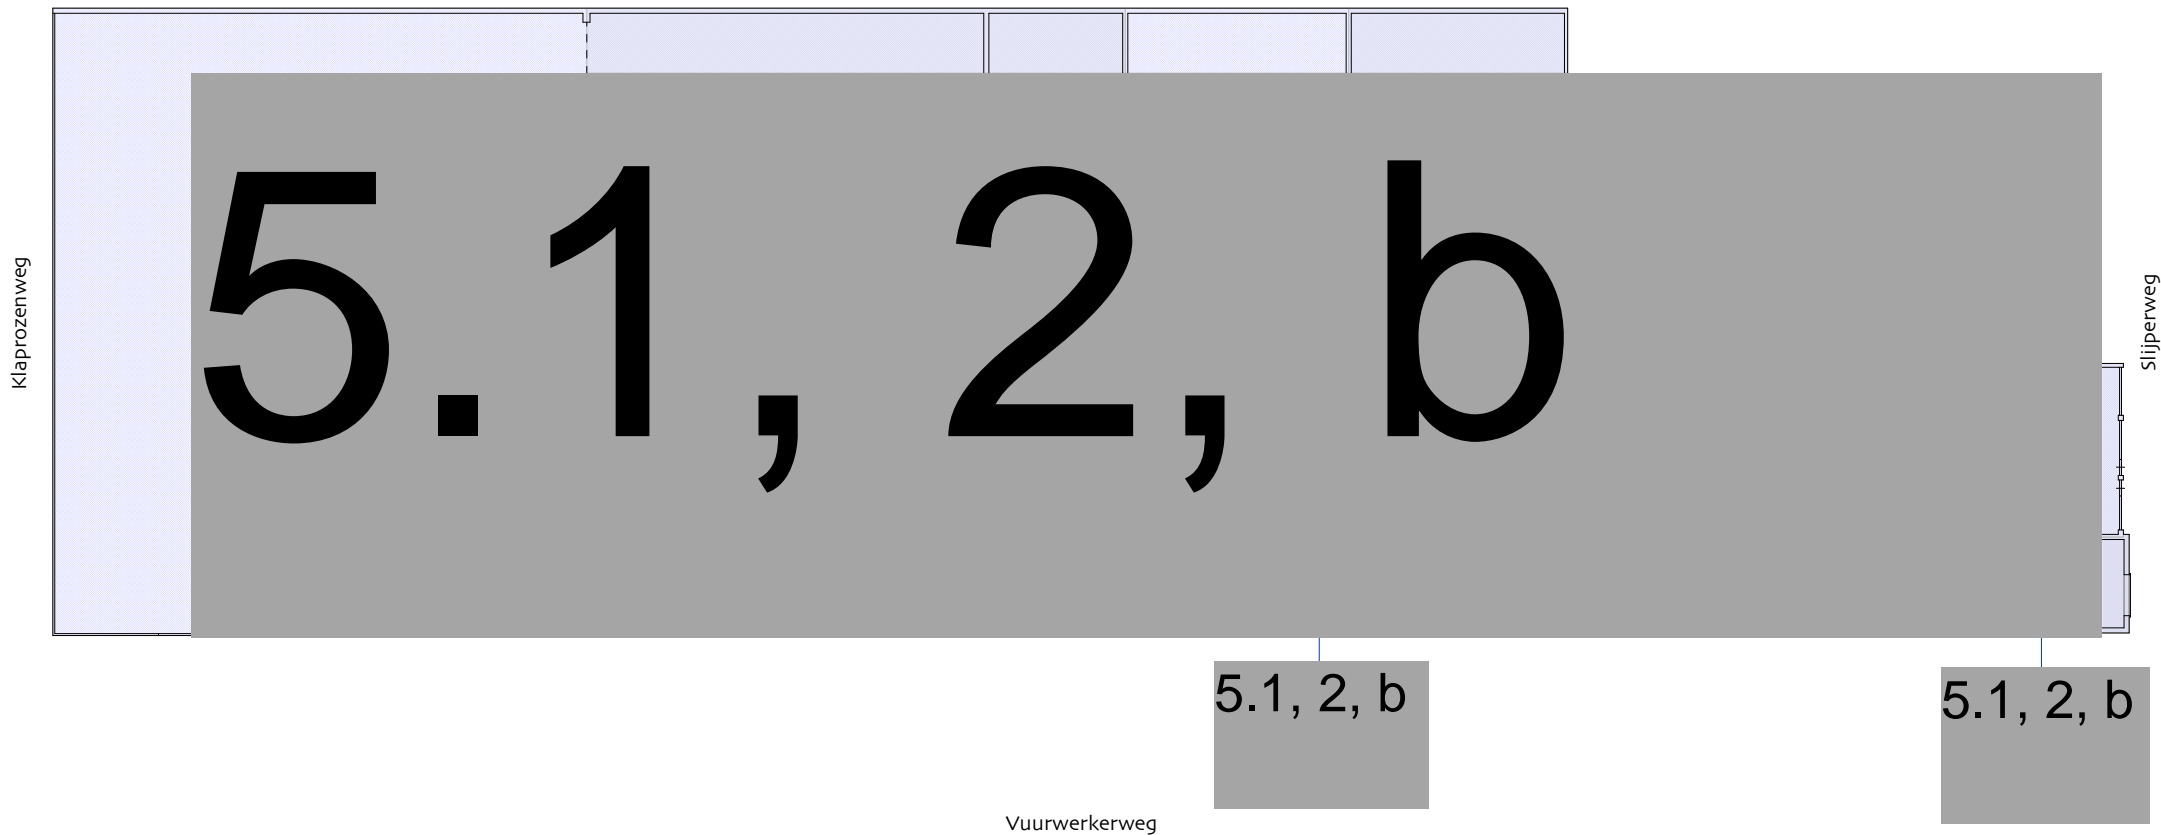 5.1, 2, b
Klaprozenweg
Slijperweg
5.1, 2, b
5.1, 2, b
Vuurwerkerweg